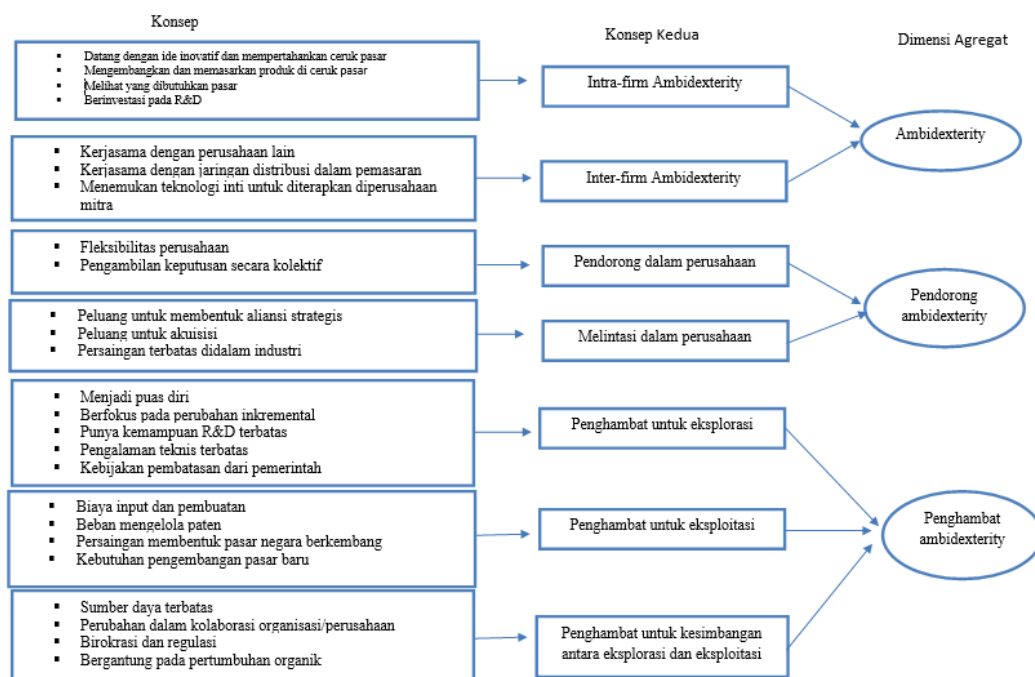 Konsep
Konsep Kedua
Dimensi Agregat
Datang dengan ide inovatif dan mempertahankan ceruk pasar
Mengembangkan dan memasarkan produk di ceruk pasar
Melihat yang dibutuhkan pasar
Berinvestasi pada R&D
Intra-firm Ambidexterity
Ambidexterity
Kerjasama dengan perusahaan lain
Kerjasama dengan jaringan distribusi dalam pemasaran
Menemukan teknologi inti untuk diterapkan diperusahaan
mitra
Inter-firm Ambidexterity
Fleksibilitas perusahaan
Pengambilan keputusan secara kolektif
Pendorong dalam perusahaan
Pendorong
ambidexterity
Peluang untuk membentuk aliansi strategis
Peluang untuk akuisisi
Persaingan terbatas didalam industri
Melintasi dalam perusahaan
Menjadi puas diri
Berfokus pada perubahan inkremental
Punya kemampuan R&D terbatas
Pengalaman teknis terbatas
Kebijakan pembatasan dari pemerintah
Penghambat untuk eksplorasi
Biaya input dan pembuatan
Beban mengelola paten
Persaingan membentuk pasar negara berkembang
Kebutuhan pengembangan pasar baru
Penghambat untuk eksploitasi
Penghambat
ambidexterity
Sumber daya terbatas
Perubahan dalam kolaborasi organisasi/perusahaan
Birokrasi dan regulasi
Bergantung pada pertumbuhan organik
Penghambat untuk kesimbangan
antara eksplorasi dan eksploitasi